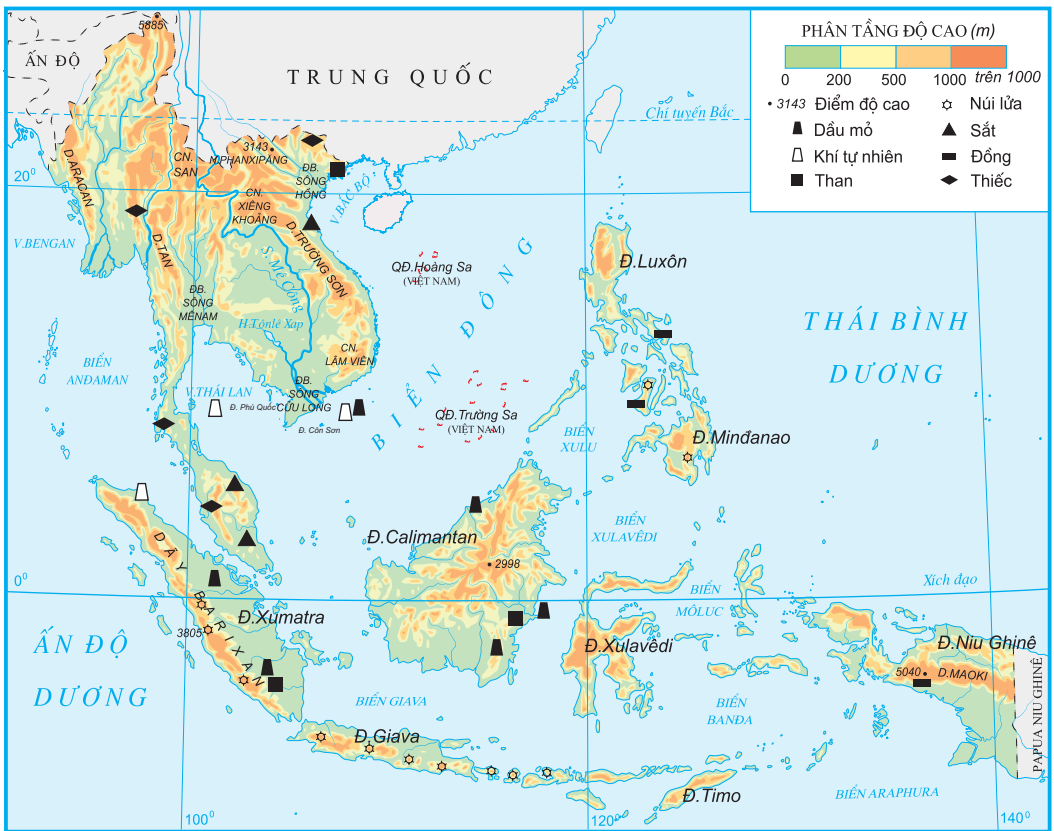 PHÂN TẦNG ĐỘ CAO (m)
0 200 500 1000 trên 1000
3143 Điểm độ cao
Núi lửa
Dầu mỏ
Sắt
Khí tự nhiên
Đồng
Than
Thiếc
5885
ẤN ĐỘ
TRUNG QUỐC
Chí tuyến Bắc
3143
N.PHANXIPĂNG
CN.
SAN
D.ARACAN
ĐB.
SÔNG
HỒNG
V.BẮC BỘ
20⁰
CN.
XIÊNG
KHOẢNG
D.TRƯỜNG SƠN
D.TAN
V.BENGAN
S. Mê Công
QĐ.Hoàng Sa
(VIỆT NAM)
Đ.Luxôn
ĐB.
SÔNG
MÊNAM
H.Tônlê Xap
BIỂN ĐÔNG
THÁI BÌNH
DƯƠNG
CN.
LÂM VIÊN
BIỂN
ANĐAMAN
V.THÁI LAN
ĐB.
SÔNG
CỬU LONG
Đ. Phú Quốc
Đ. Côn Sơn
QĐ.Trường Sa
(VIỆT NAM)
BIỂN
XULU
Đ.Minđanao
BIỂN
XULAVÊDI
Đ.Calimantan
2998
0⁰
Xích đạo
BIỂN
MÔLUC
DÃY BARIXAN
3805
Đ.Xumatra
ẤN ĐỘ
DƯƠNG
Đ.Xulavêdi
Đ.Niu Ghinê
5040
D.MAOKI
PAPUA NIU GHINÊ
BIỂN GIAVA
BIỂN
BANĐA
Đ.Giava
Đ.Timo
BIỂN ARAPHURA
100⁰
120⁰
140⁰